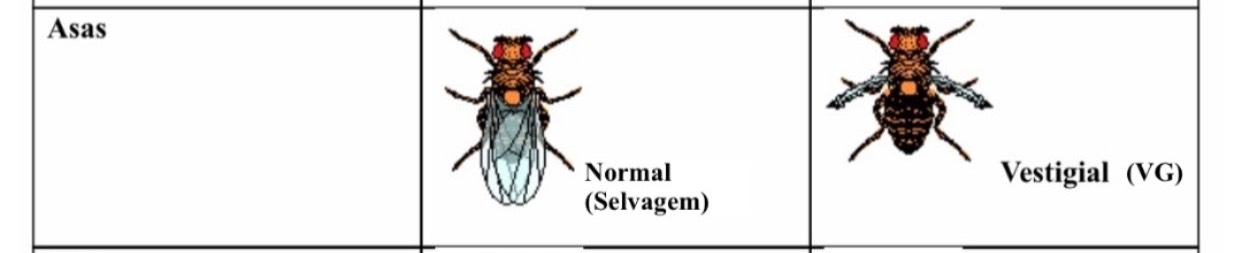 Asas
Normal
(Selvagem)
Vestigial (VG)